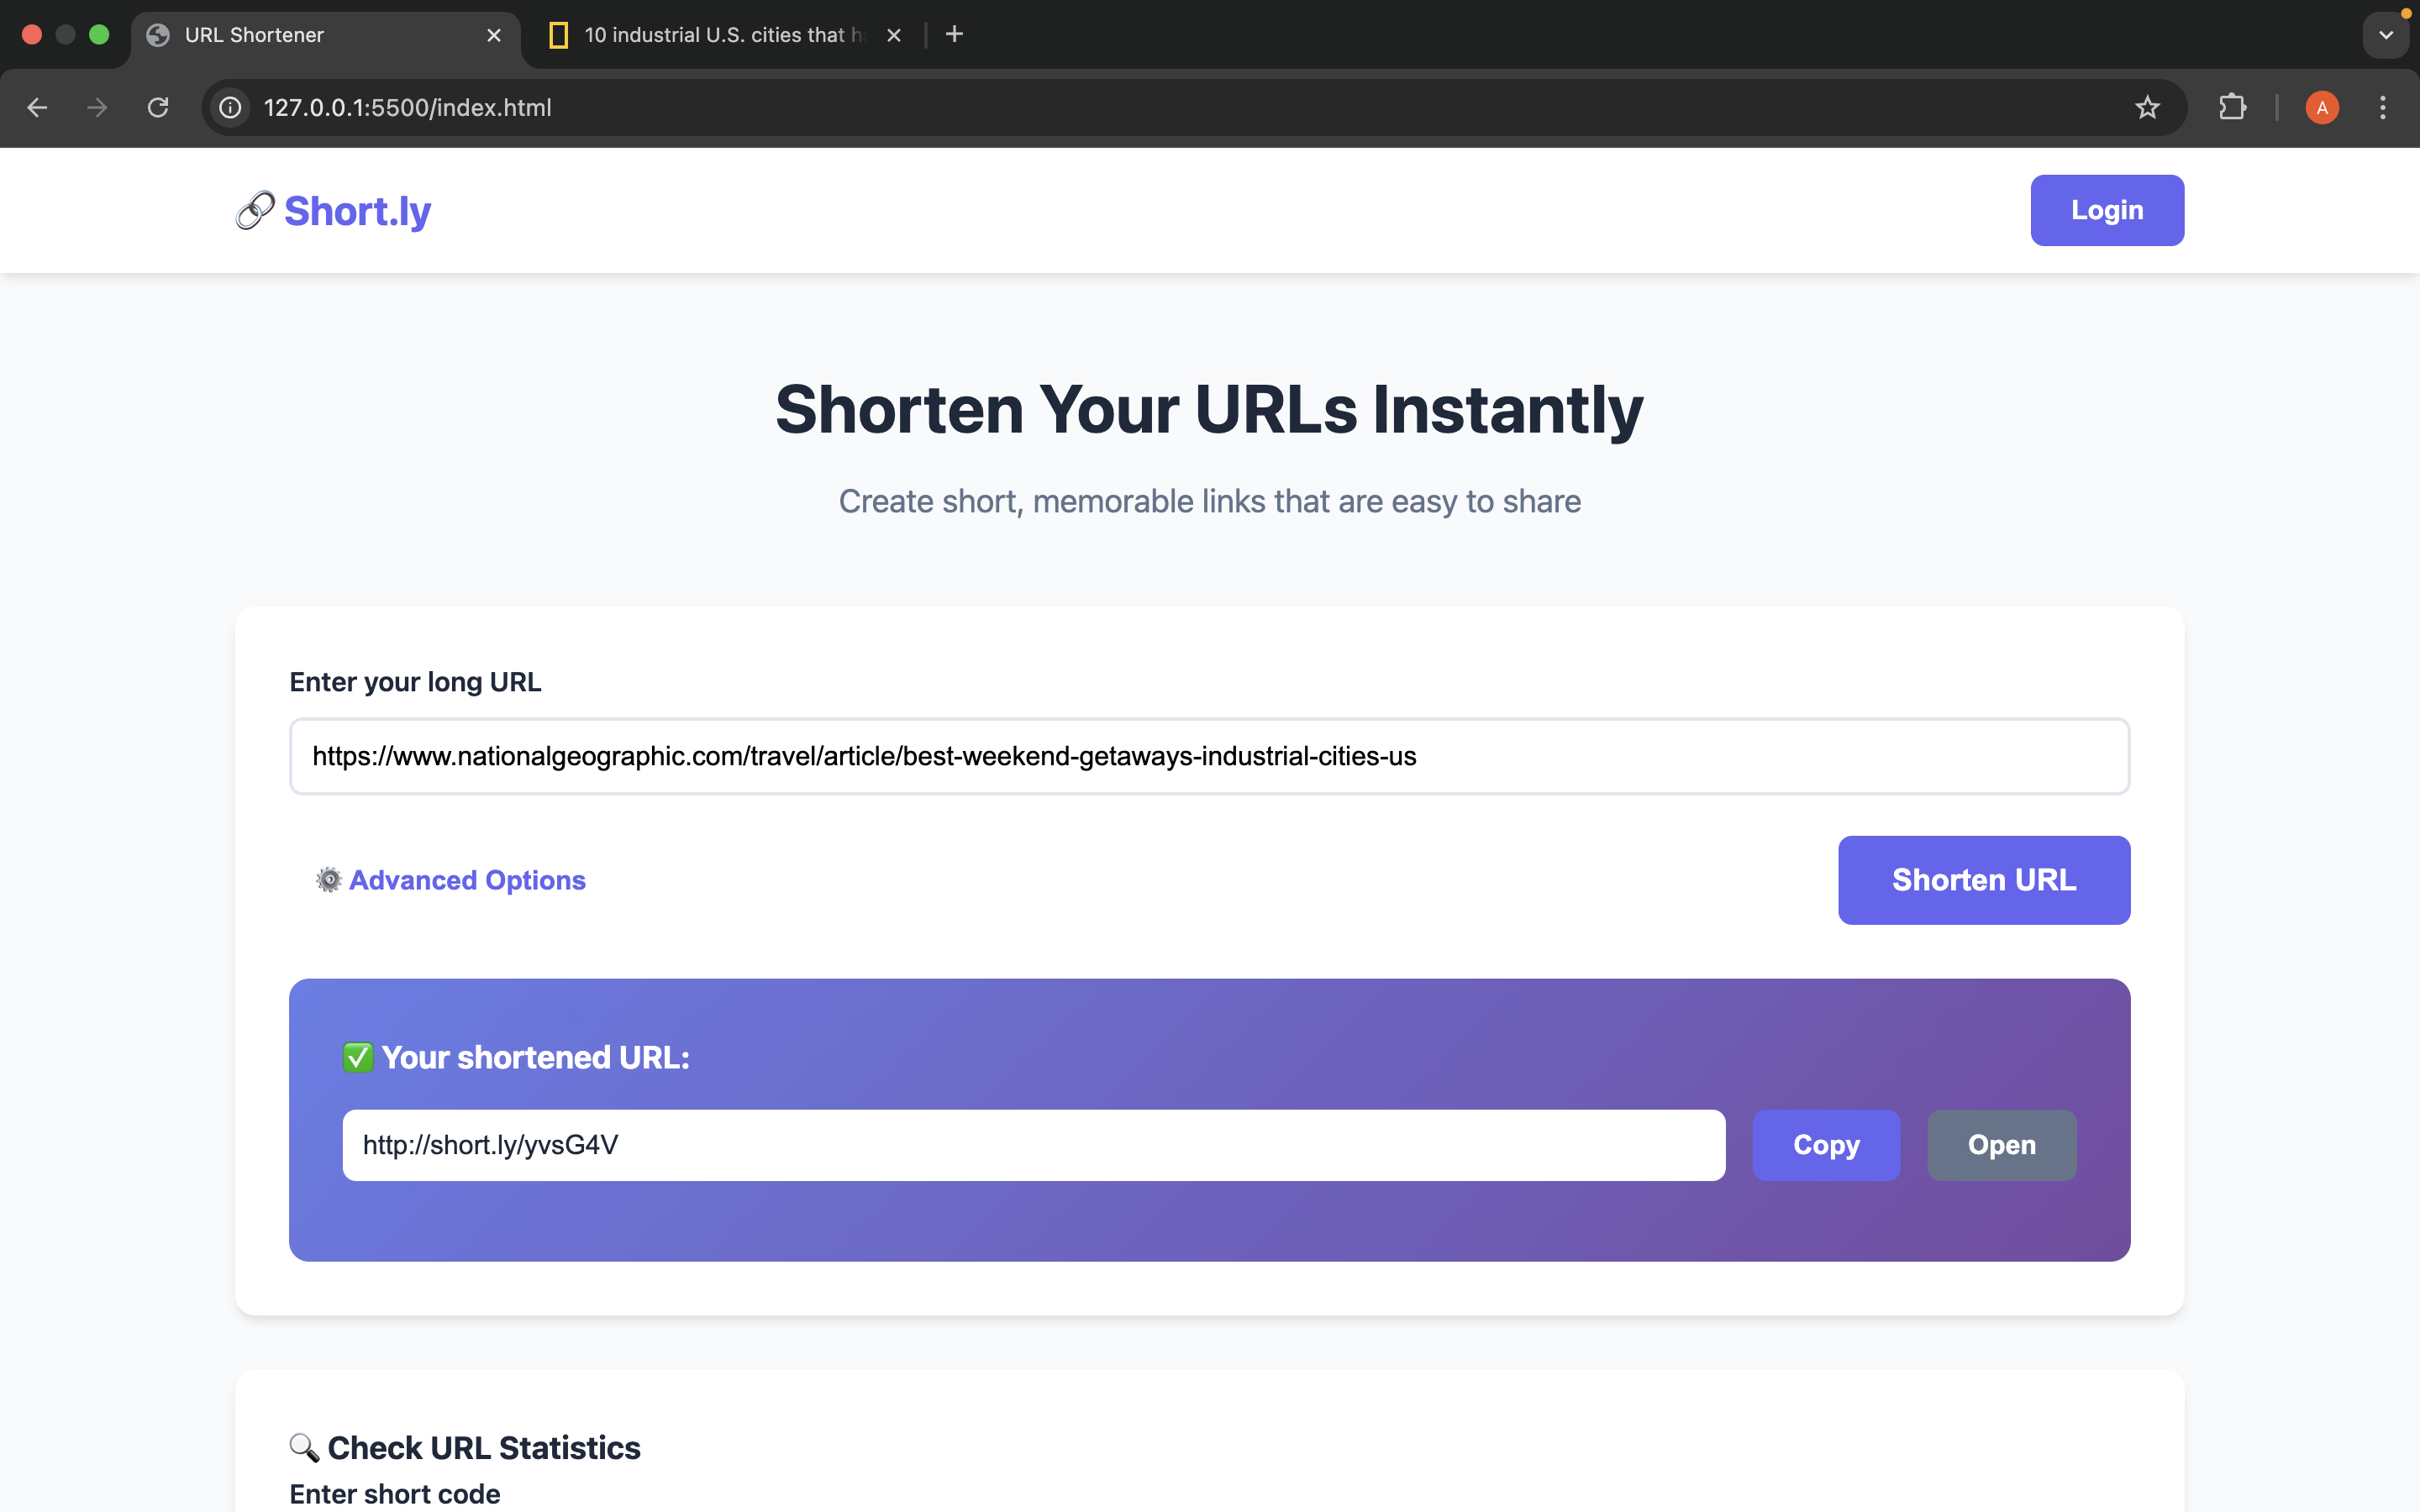 URL Shortener
10 industrial U.S. cities that h
127.0.0.1:5500/index.html
A
🔗 Short.ly
Login
Shorten Your URLs Instantly
Create short, memorable links that are easy to share
Enter your long URL
https://www.nationalgeographic.com/travel/article/best-weekend-getaways-industrial-cities-us
⚙️ Advanced Options
Shorten URL
✅ Your shortened URL:
http://short.ly/yvsG4V
Copy
Open
🔍 Check URL Statistics
Enter short code